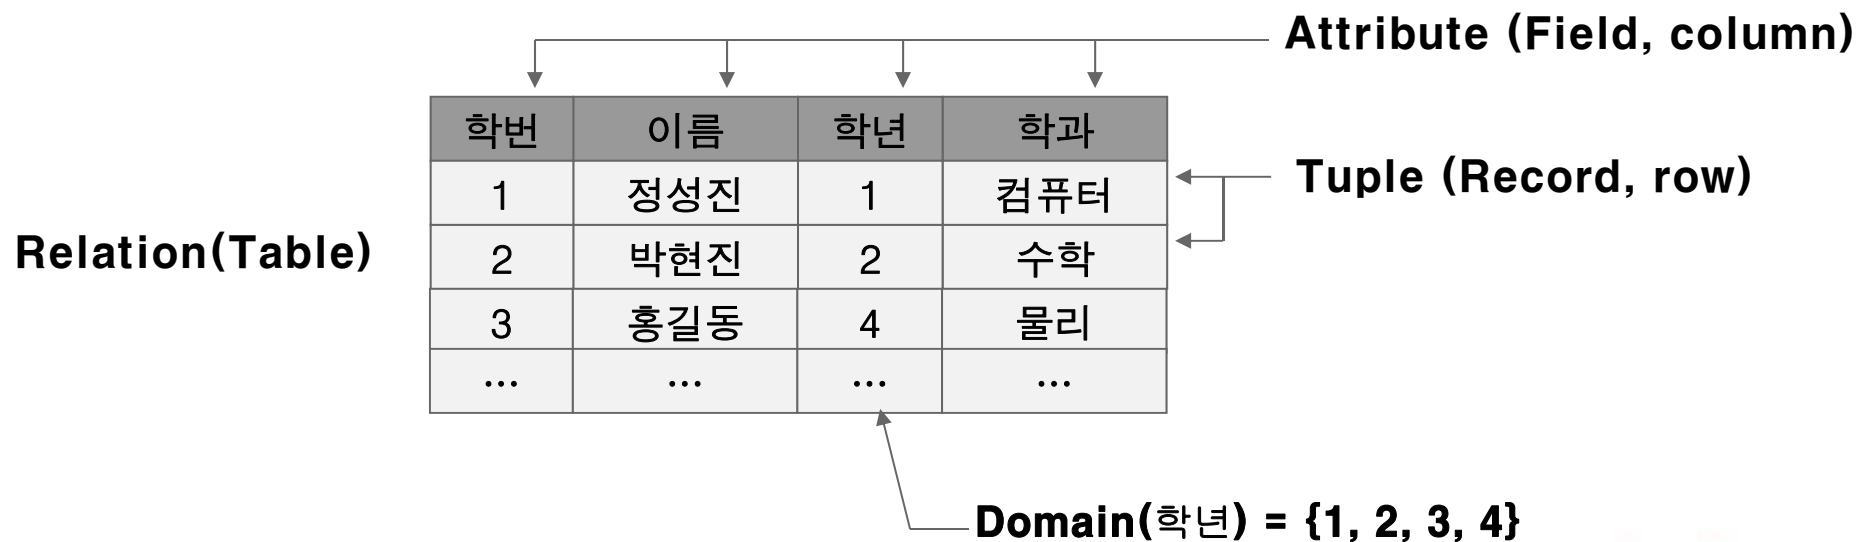 Attribute (Field, column)
학번 이름 학년 학과
1 정성진 1 컴퓨터
Tuple (Record, row)
Relation(Table)
2 박현진 2 수학
3 홍길동 4 물리
... ... ... ...
Domain(학년) = {1, 2, 3, 4}